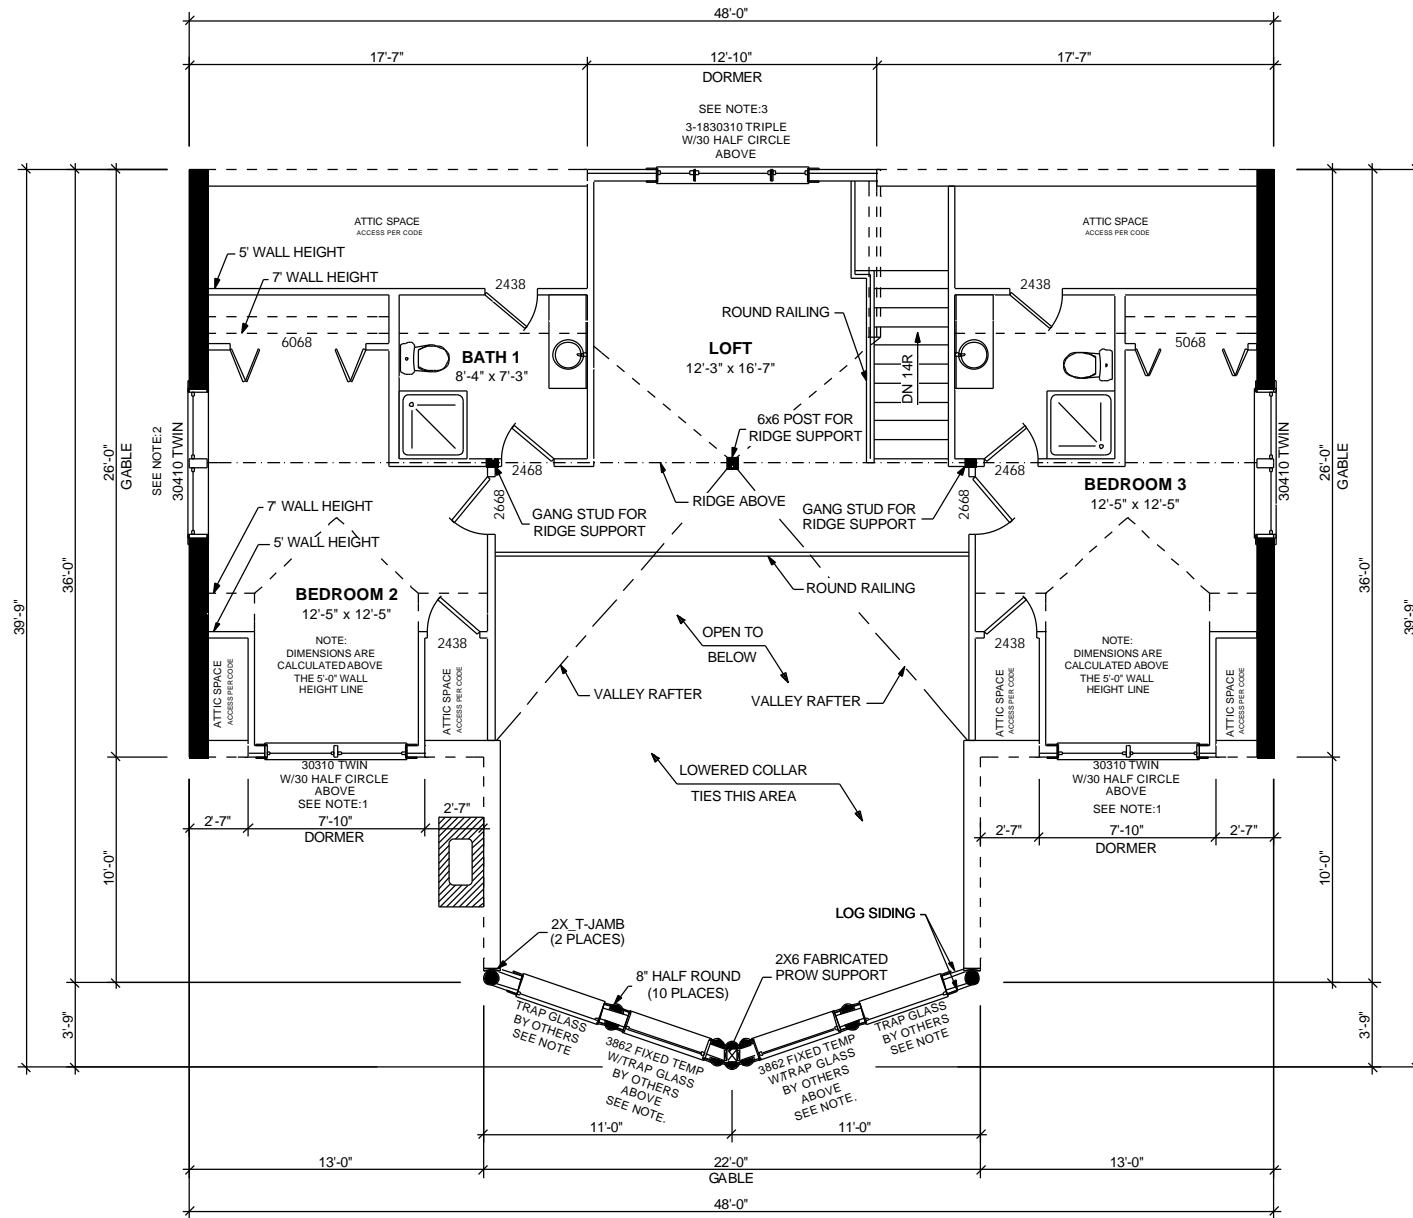 48'-0"
17'-7"
12'-10"
17'-7"
DORMER
SEE NOTE:3
3-1830310 TRIPLE
W/30 HALF CIRCLE
ABOVE
ATTIC SPACE
ACCESS PER CODE
ATTIC SPACE
ACCESS PER CODE
5' WALL HEIGHT
7' WALL HEIGHT
2438
2438
ROUND RAILING
6068
BATH 1
8'-4" x 7'-3"
LOFT
12'-3" x 16'-7"
DN 14R
5068
6x6 POST FOR
RIDGE SUPPORT
26'-0"
GABLE
SEE NOTE:2
30410 TWIN
2468
2468
30410 TWIN
26'-0"
GABLE
7' WALL HEIGHT
5' WALL HEIGHT
2668
GANG STUD FOR
RIDGE SUPPORT
RIDGE ABOVE
GANG STUD FOR
RIDGE SUPPORT
2668
BEDROOM 3
12'-5" x 12'-5"
36'-0"
39'-9"
36'-0"
39'-9"
BEDROOM 2
12'-5" x 12'-5"
ROUND RAILING
NOTE:
DIMENSIONS ARE
CALCULATED ABOVE
THE 5'-0" WALL
HEIGHT LINE
2438
OPEN TO
BELOW
2438
NOTE:
DIMENSIONS ARE
CALCULATED ABOVE
THE 5'-0" WALL
HEIGHT LINE
ATTIC SPACE
ACCESS PER CODE
ATTIC SPACE
ACCESS PER CODE
VALLEY RAFTER
VALLEY RAFTER
ATTIC SPACE
ACCESS PER CODE
ATTIC SPACE
ACCESS PER CODE
30310 TWIN
W/30 HALF CIRCLE
ABOVE
SEE NOTE:1
LOWERED COLLAR
TIES THIS AREA
30310 TWIN
W/30 HALF CIRCLE
ABOVE
SEE NOTE:1
2'-7"
7'-10"
2'-7"
DORMER
2'-7"
7'-10"
2'-7"
DORMER
10'-0"
10'-0"
2X_T-JAMB
(2 PLACES)
LOG SIDING
8" HALF ROUND
(10 PLACES)
2X6 FABRICATED
PROW SUPPORT
3'-9"
3'-9"
TRAP GLASS
BY OTHERS
SEE NOTE
3862 FIXED TEMP
W/TRAP GLASS
BY OTHERS
ABOVE
SEE NOTE.
3862 FIXED TEMP
W/TRAP GLASS
BY OTHERS
ABOVE
SEE NOTE.
TRAP GLASS
BY OTHERS
SEE NOTE
11'-0"
11'-0"
13'-0"
22'-0"
13'-0"
GABLE
48'-0"